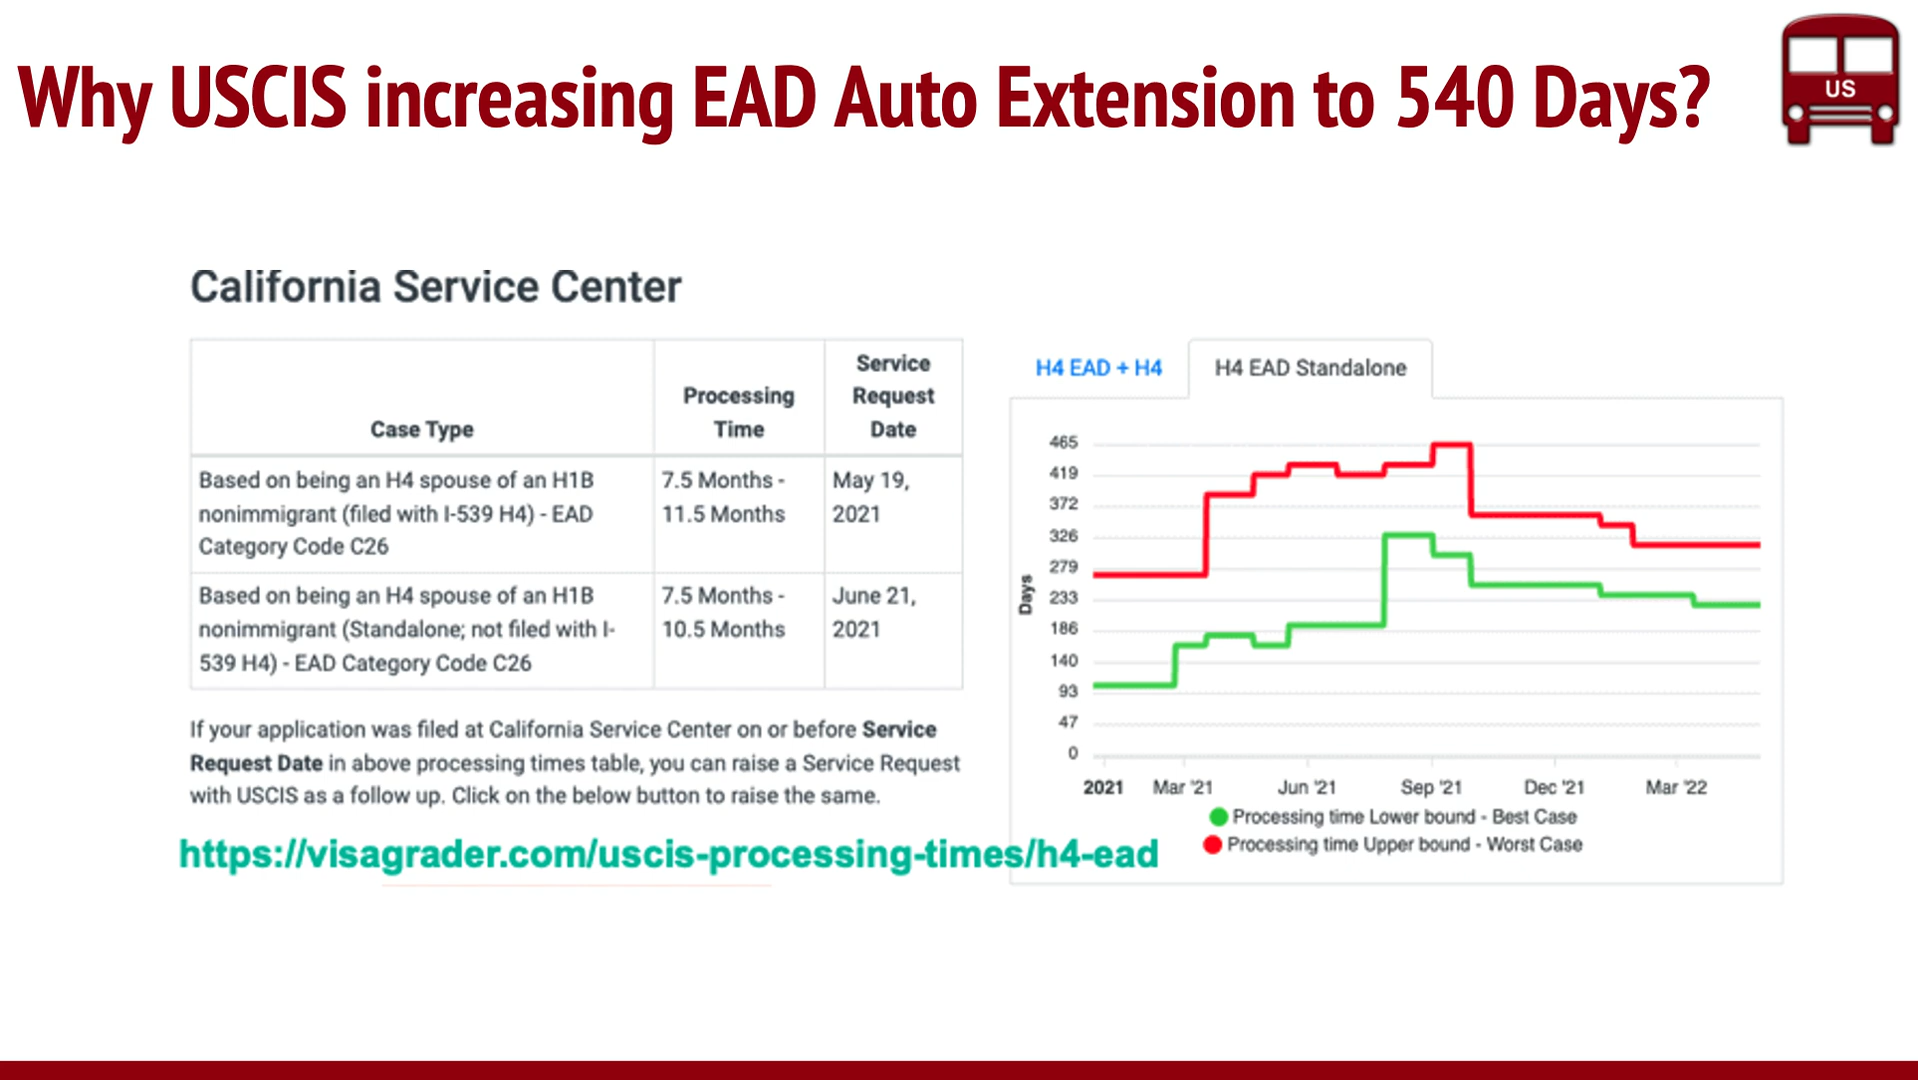 Why USCIS increasing EAD Auto Extension to 540 Days?
US
California Service Center
Case Type
Processing
Time
Service
Request
Date
Based on being an H4 spouse of an H1B
nonimmigrant (filed with I-539 H4) - EAD
Category Code C26
7.5 Months -
11.5 Months
May 19,
2021
Based on being an H4 spouse of an H1B
nonimmigrant (Standalone; not filed with I-
539 H4) - EAD Category Code C26
7.5 Months -
10.5 Months
June 21,
2021
If your application was filed at California Service Center on or before Service
Request Date in above processing times table, you can raise a Service Request
with USCIS as a follow up. Click on the below button to raise the same.
https://visagrader.com/uscis-processing-times/h4-ead
H4 EAD + H4
H4 EAD Standalone
Days
465
419
372
326
279
233
186
140
93
47
0
2021
Mar '21
Jun '21
Sep '21
Dec '21
Mar '22
Processing time Lower bound - Best Case
Processing time Upper bound - Worst Case